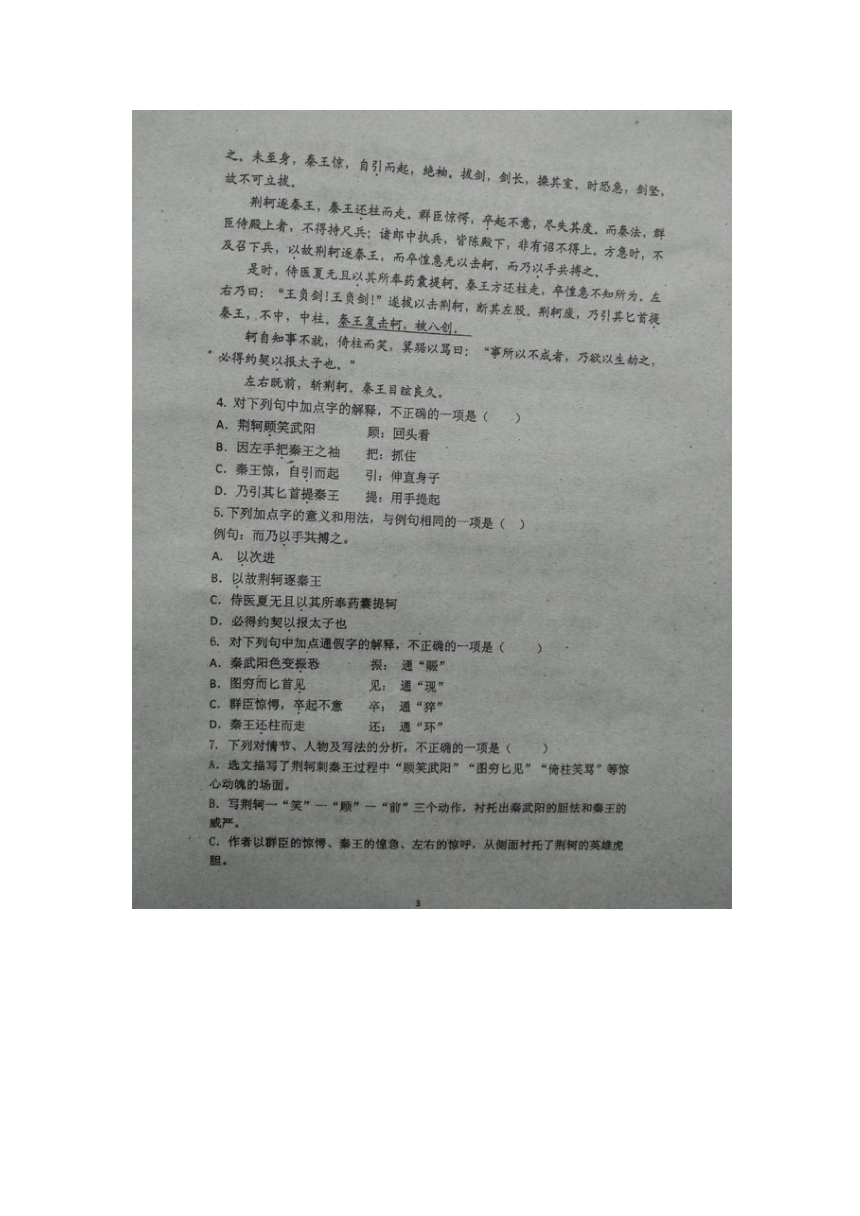 之。未至身，秦王惊，自引而起，绝袖。拔剑，剑长，操其室。时恐急，剑坚，
故不可立拔。
荆轲逐秦王，秦王还柱而走。群臣惊愕，卒起不意，尽失其度。而秦法，群
臣侍殿上者，不得持尺兵；诸郎中执兵，皆陈殿下，非有诏不得上。方急时，不
及召下兵，以故荆轲逐秦王，而卒惶急无以击轲，而乃以手共搏之。
是时，侍医夏无且以其所奉药囊提轲。秦王方还柱走，卒惶急不知所为。左
右乃曰：“王负剑！王负剑！”遂拔以击荆轲，断其左股。荆轲废，乃引其匕首提
秦王，不中，中柱。秦王复击轲，被八创。
轲自知事不就，倚柱而笑，箕踞以骂曰：“事所以不成者，乃欲以生劫之，
必得约契以报太子也。”
左右既前，斩荆轲。秦王目眩良久。
4. 对下列句中加点字的解释，不正确的一项是（ ）
A. 荆轲顾笑武阳 顾：回头看
B. 因左手把秦王之袖 把：抓住
C. 秦王惊，自引而起 引：伸直身子
D. 乃引其匕首提秦王 提：用手提起
5. 下列加点字的意义和用法，与例句相同的一项是（ ）
例句：而乃以手共搏之。
A. 以次进
B. 以故荆轲逐秦王
C. 侍医夏无且以其所奉药囊提轲
D. 必得约契以报太子也
6. 对下列句中加点通假字的解释，不正确的一项是（ ）
A. 秦武阳色变振恐 振：通“赈”
B. 图穷而匕首见 见：通“现”
C. 群臣惊愕，卒起不意 卒：通“猝”
D. 秦王还柱而走 还：通“环”
7. 下列对情节、人物及写法的分析，不正确的一项是（ ）
A. 选文描写了荆轲刺秦王过程中“顾笑武阳”“图穷匕见”“倚柱笑骂”等惊
心动魄的场面。
B. 写荆轲一“笑”一“顾”一“前”三个动作，衬托出秦武阳的胆怯和秦王的
威严。
C. 作者以群臣的惊愕、秦王的惶急、左右的惊呼，从侧面衬托了荆轲的英雄虎
胆。
3